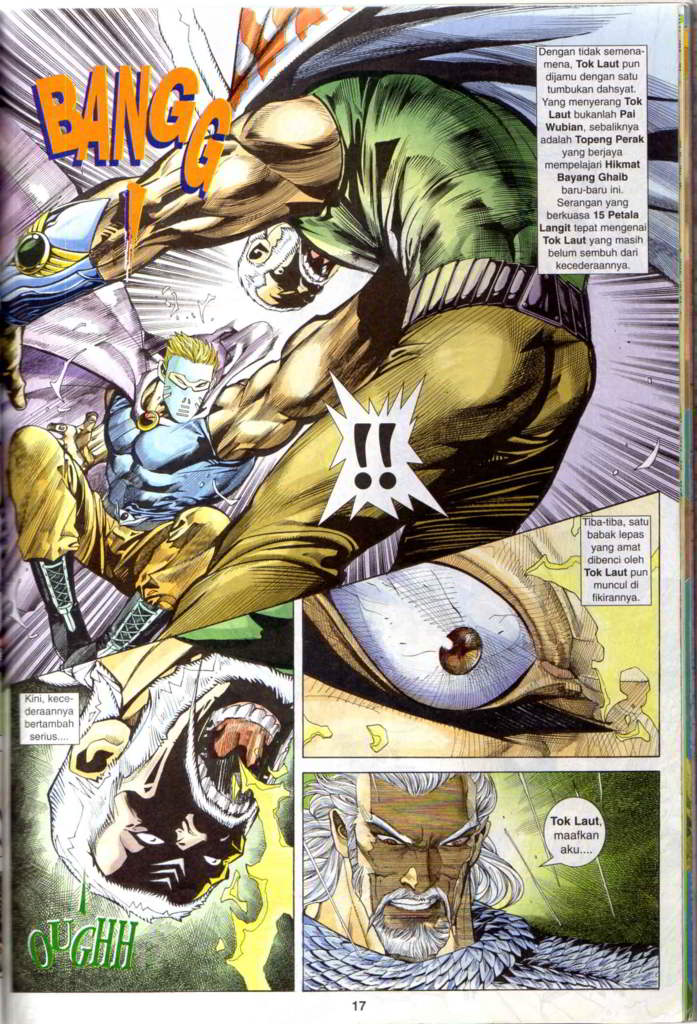 17
BANGG
!
Dengan tidak semena-
mena, Tok Laut pun
dijamu dengan satu
tumbukan dahsyat.
Yang menyerang Tok
Laut bukanlah Pai
Wubian, sebaliknya
adalah Topeng Perak
yang berjaya
mempelajari Hikmat
Bayang Ghaib
baru-baru ini.
Serangan yang
berkuasa 15 Petala
Langit tepat mengenai
Tok Laut yang masih
belum sembuh dari
kecederaannya.
!!
Tiba-tiba, satu
babak lepas
yang amat
dibenci oleh
Tok Laut pun
muncul di
fikirannya.
Kini, kece-
deraannya
bertambah
serius....
OUGHH
!
Tok Laut,
maafkan
aku....
17